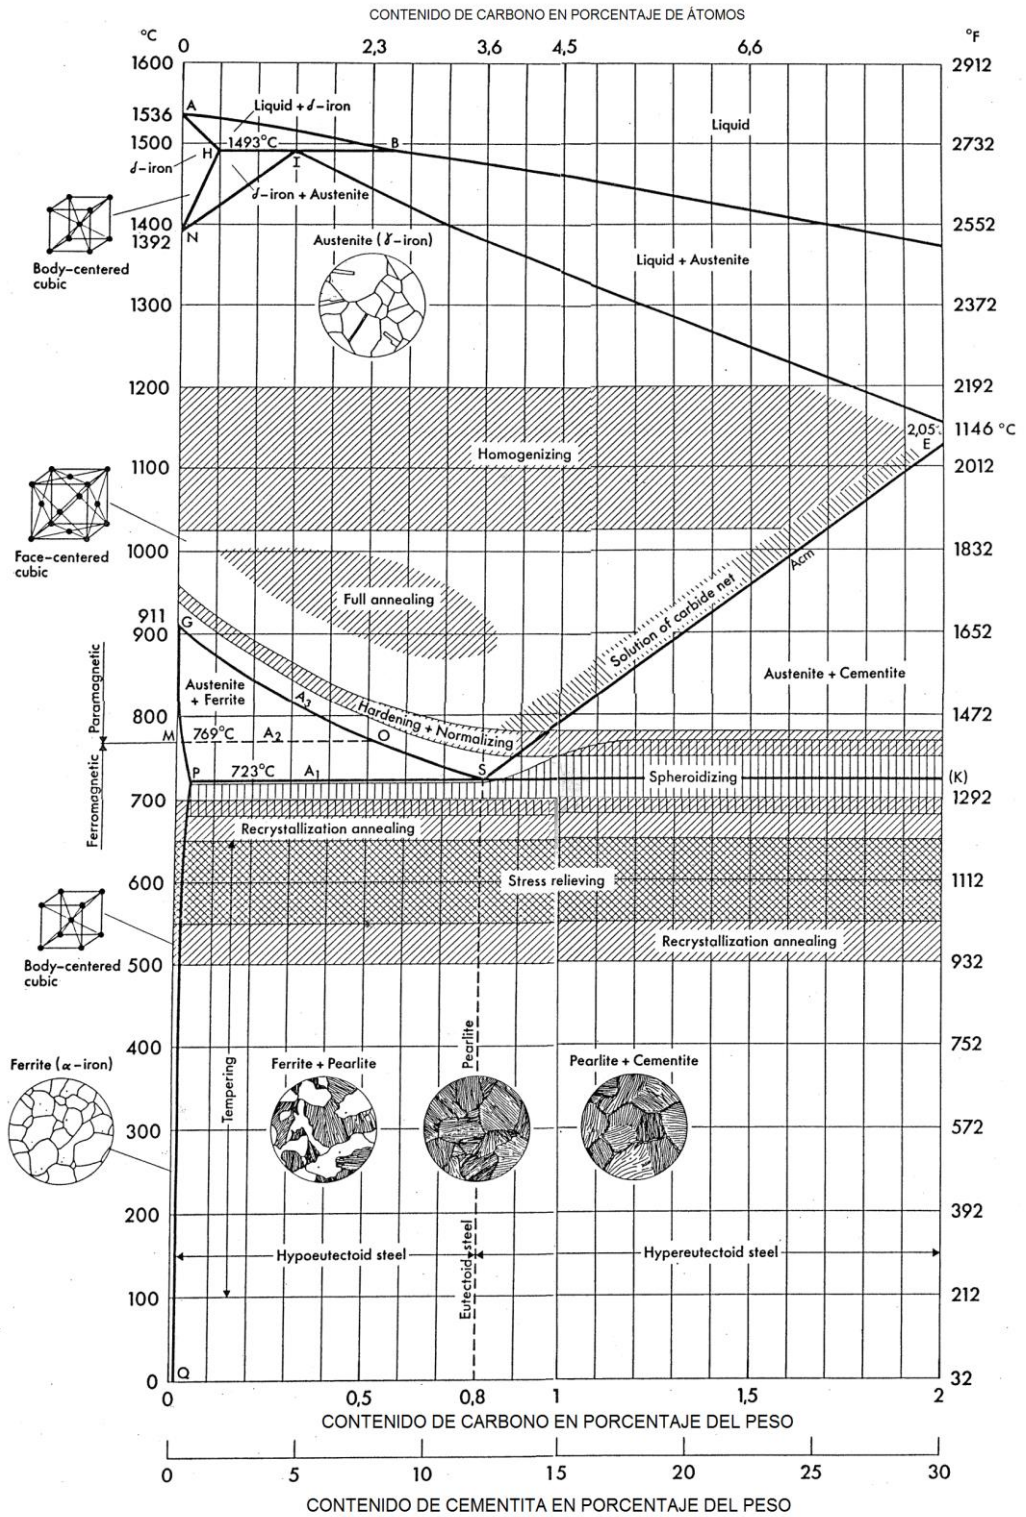 CONTENIDO DE CARBONO EN PORCENTAJE DE ÁTOMOS
°C 0 2,3 3,6 4,5 6,6 °F
1600 2912
1536 A Liquid + δ-iron Liquid
1500 1493°C B 2732
H I
δ-iron
δ-iron + Austenite
1400 2552
1392 N
Austenite (γ-iron)
Liquid + Austenite
Body-centered
cubic
1300 2372
1200 2192
2,05 1146 °C
E
Homogenizing
1100 2012
Face-centered
cubic
1000 1832
Acm
Full annealing
Solution of carbide net
911 G
900 1652
Paramagnetic
Austenite
+ Ferrite
Austenite + Cementite
A3
Hardening + Normalizing
800 1472
M 769°C A2 O
P 723°C A1 S Spheroidizing (K)
Ferromagnetic
700 1292
Recrystallization annealing
600 Stress relieving 1112
Recrystallization annealing
Body-centered
cubic
500 932
400 752
Ferrite (α-iron) Ferrite + Pearlite Pearlite Pearlite + Cementite
Tempering
300 572
200 392
Hypoeutectoid steel Eutectoid steel Hypereutectoid steel
100 212
Q
0 32
0 0,5 0,8 1 1,5 2
CONTENIDO DE CARBONO EN PORCENTAJE DEL PESO
0 5 10 15 20 25 30
CONTENIDO DE CEMENTITA EN PORCENTAJE DEL PESO